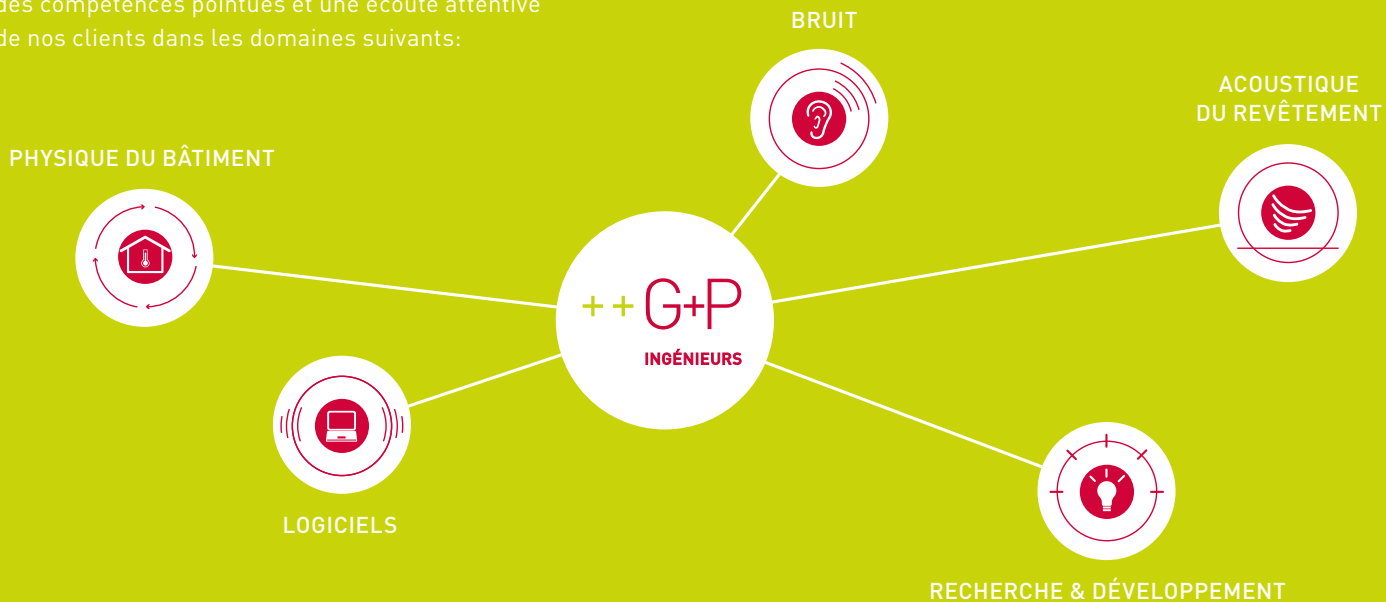 des compétences pointues et une écoute attentive
de nos clients dans les domaines suivants:
BRUIT
ACOUSTIQUE
DU REVÊTEMENT
PHYSIQUE DU BÂTIMENT
++G+P
INGÉNIEURS
LOGICIELS
RECHERCHE & DÉVELOPPEMENT